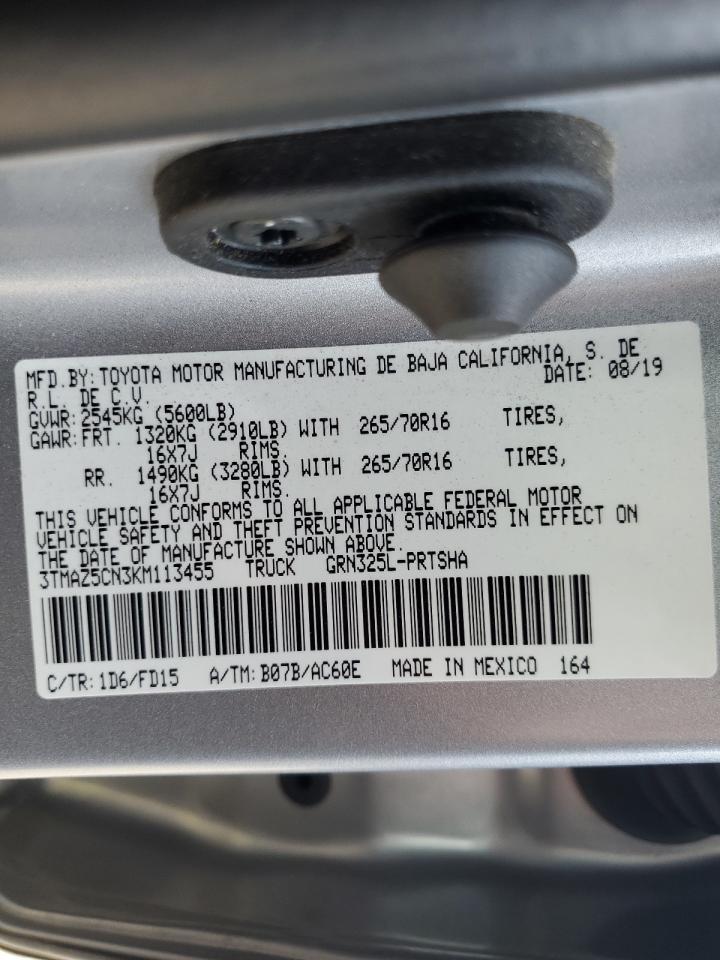 MFD.BY: TOYOTA MOTOR MANUFACTURING DE BAJA CALIFORNIA, S. DE
R.L. DE C.V. DATE: 08/19
GVWR: 2545KG (5600LB)
GAWR: FRT. 1320KG (2910LB) WITH 265/70R16 TIRES,
16X7J RIMS.
RR. 1490KG (3280LB) WITH 265/70R16 TIRES,
16X7J RIMS.
THIS VEHICLE CONFORMS TO ALL APPLICABLE FEDERAL MOTOR
VEHICLE SAFETY AND THEFT PREVENTION STANDARDS IN EFFECT ON
THE DATE OF MANUFACTURE SHOWN ABOVE.
3TMAZ5CN3KM113455 TRUCK GRN325L-PRTSHA
C/TR: 1D6/FD15 A/TM: B07B/AC60E MADE IN MEXICO 164